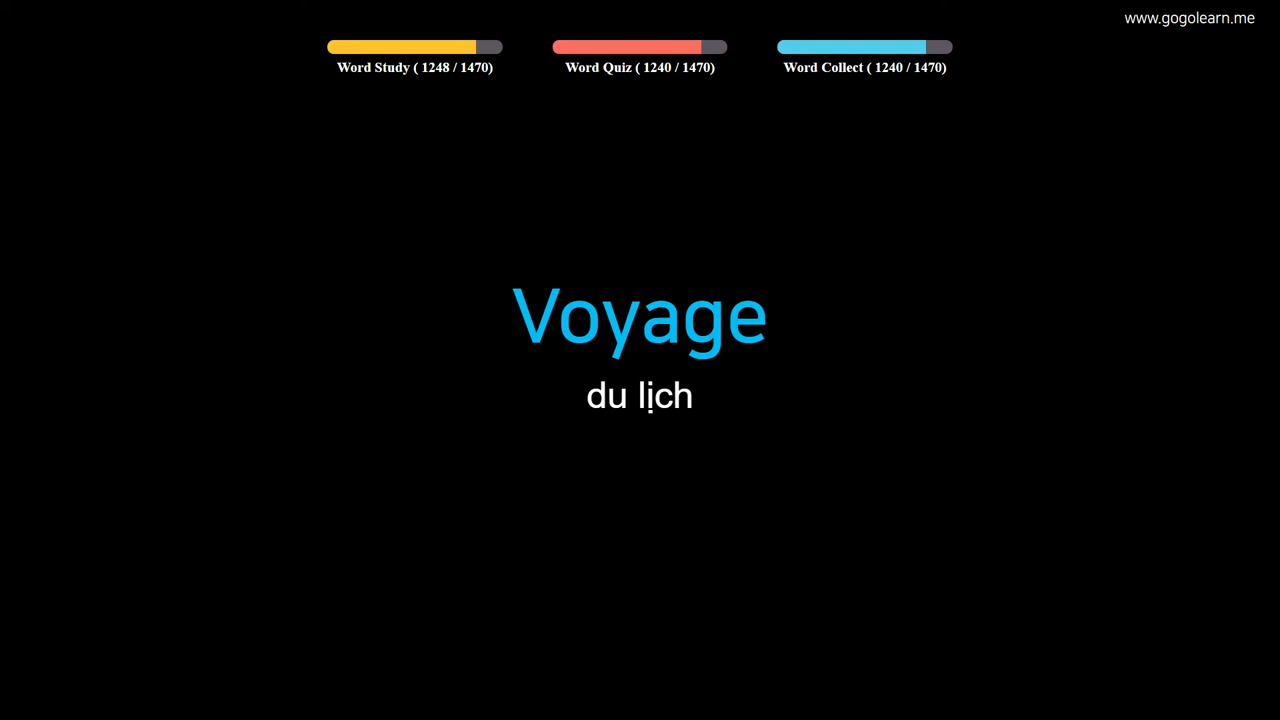 www.gogolearn.me
Word Study ( 1248 / 1470)
Word Quiz ( 1240 / 1470)
Word Collect ( 1240 / 1470)
Voyage
du lịch